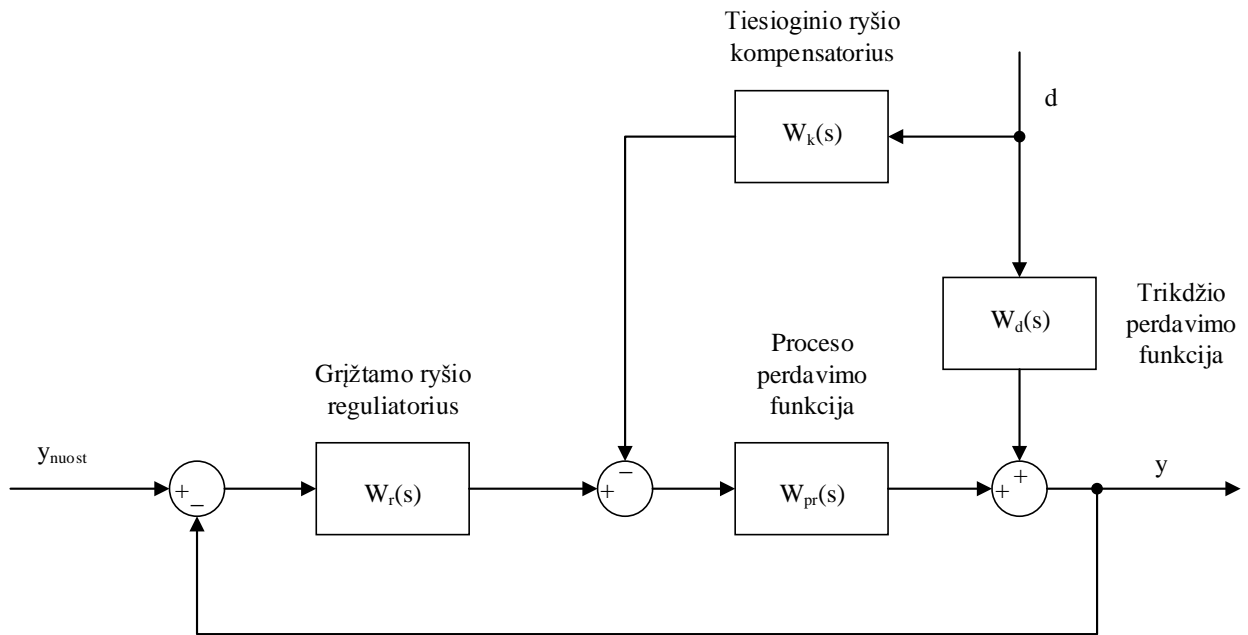 Tiesioginio ryšio
kompensatorius
d
W_k(s)
W_d(s)
Trikdžio
perdavimo
funkcija
Proceso
perdavimo
funkcija
Grįžtamo ryšio
reguliatorius
y_nuost
+
−
W_r(s)
+
−
W_pr(s)
+
+
y